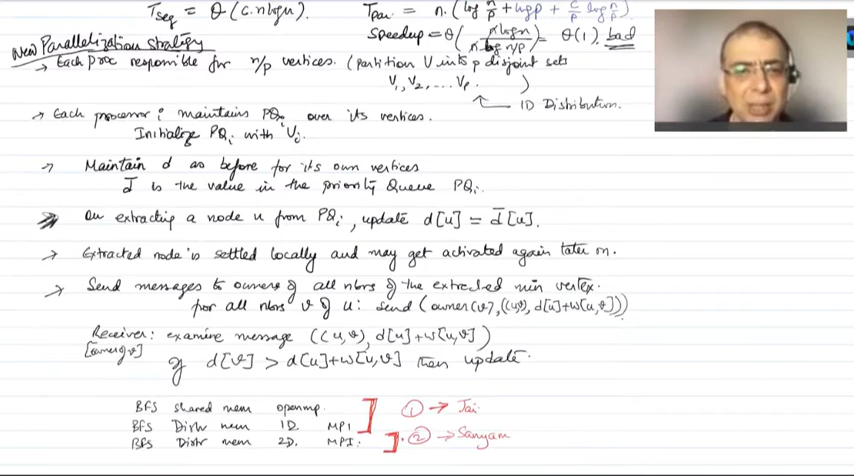 Tseq = Θ(c.nlogn). Tpar. = n.(log n/p + logp + c/p log n/p).
Speedup = Θ( nlogn / n log n/p ) = Θ(1). bad
New Parallelization strategy
→ Each proc responsible for n/p vertices. (Partition V into p disjoint sets
V1, V2, ... Vp. )
← 1D Distribution.
→ Each processor i maintains PQi over its vertices.
Initialize PQi with Vi.
→ Maintain d as before for its own vertices
d̄ is the value in the priority Queue PQi.
→ On extracting a node u from PQi, update d[u] = d̄[u].
→ Extracted node is settled locally and may get activated again later on.
→ Send messages to owners of all nbrs of the extracted min vertex.
for all nbrs v of u: send(owner(v), ((u,v), d[u]+w[u,v]))
Receiver: examine message ((u,v), d[u]+w[u,v])
[owner of v]
if d[v] > d[u]+w[u,v] then update.
BFS shared mem openmp. ① → Jai
BFS Distr mem 1D. MPI
BFS Distr mem 2D. MPI. ② → Sanyam